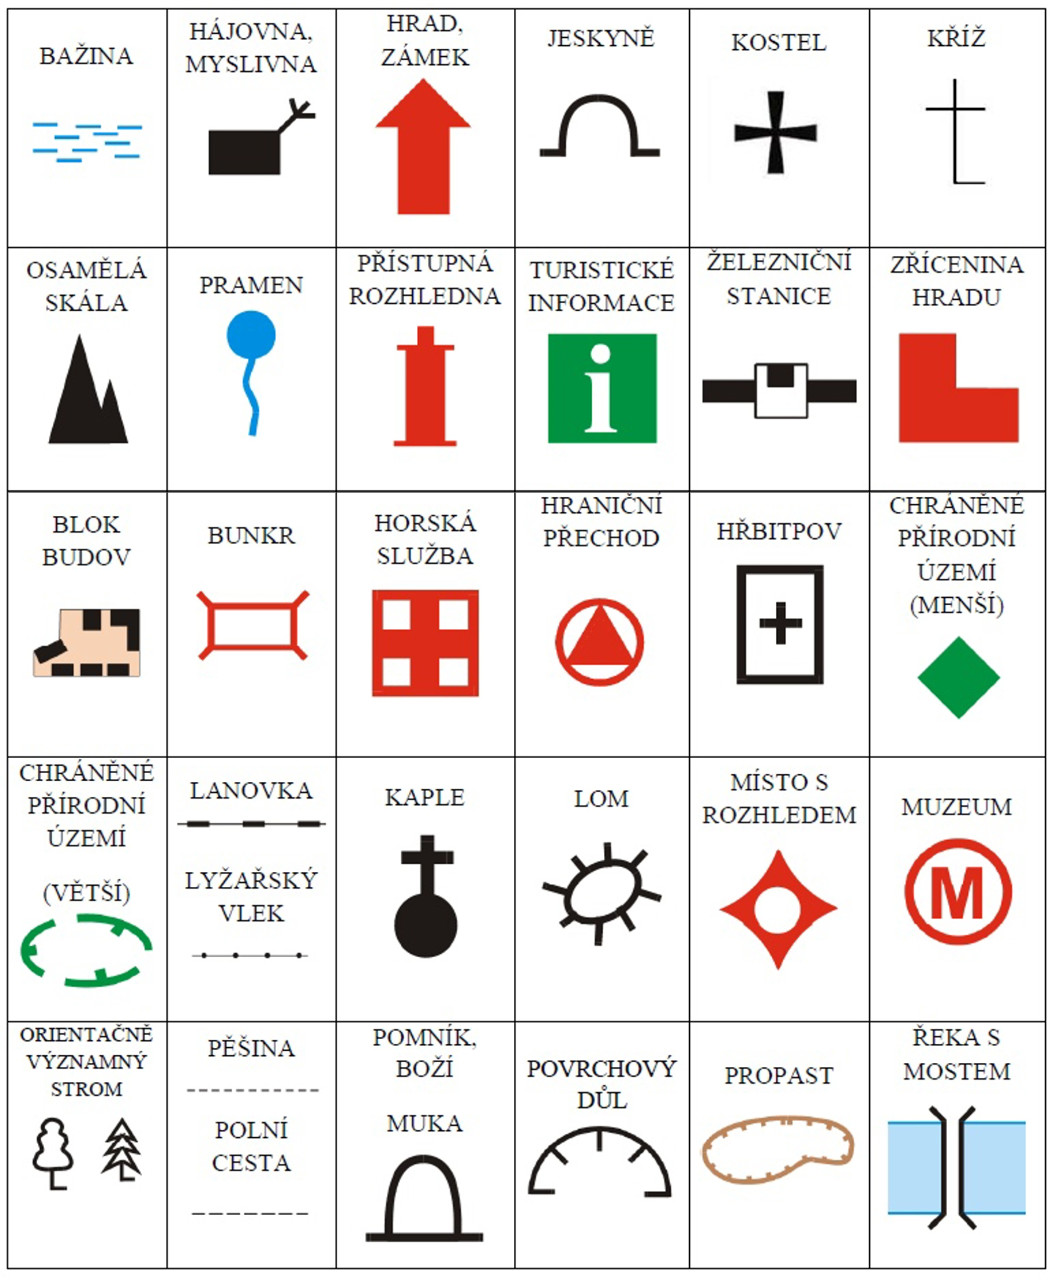 BAŽINA
HÁJOVNA,
MYSLIVNA
HRAD,
ZÁMEK
JESKYNĚ
KOSTEL
KŘÍŽ
OSAMĚLÁ
SKÁLA
PRAMEN
PŘÍSTUPNÁ
ROZHLEDNA
TURISTICKÉ
INFORMACE
i
ŽELEZNIČNÍ
STANICE
ZŘÍCENINA
HRADU
BLOK
BUDOV
BUNKR
HORSKÁ
SLUŽBA
HRANIČNÍ
PŘECHOD
HŘBITPOV
CHRÁNĚNÉ
PŘÍRODNÍ
ÚZEMÍ
(MENŠÍ)
CHRÁNĚNÉ
PŘÍRODNÍ
ÚZEMÍ
(VĚTŠÍ)
LANOVKA
LYŽAŘSKÝ
VLEK
KAPLE
LOM
MÍSTO S
ROZHLEDEM
MUZEUM
M
ORIENTAČNĚ
VÝZNAMNÝ
STROM
PĚŠINA
POLNÍ
CESTA
POMNÍK,
BOŽÍ
MUKA
POVRCHOVÝ
DŮL
PROPAST
ŘEKA S
MOSTEM